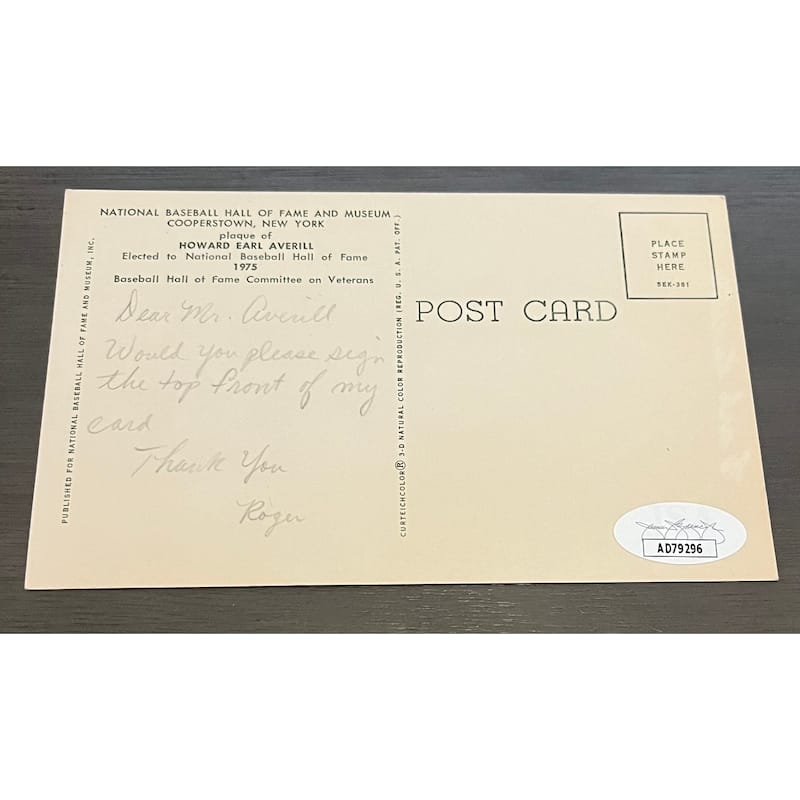 NATIONAL BASEBALL HALL OF FAME AND MUSEUM
COOPERSTOWN, NEW YORK
plaque of
HOWARD EARL AVERILL
Elected to National Baseball Hall of Fame
1975
Baseball Hall of Fame Committee on Veterans
Dear Mr. Averill
Would you please sign
the top front of my
card
Thank You
Roger
PUBLISHED FOR NATIONAL BASEBALL HALL OF FAME AND MUSEUM, INC.
CURTEICHCOLOR® 3-D NATURAL COLOR REPRODUCTION (REG. U. S. A. PAT. OFF.)
POST CARD
PLACE
STAMP
HERE
5EK-381
AD79296